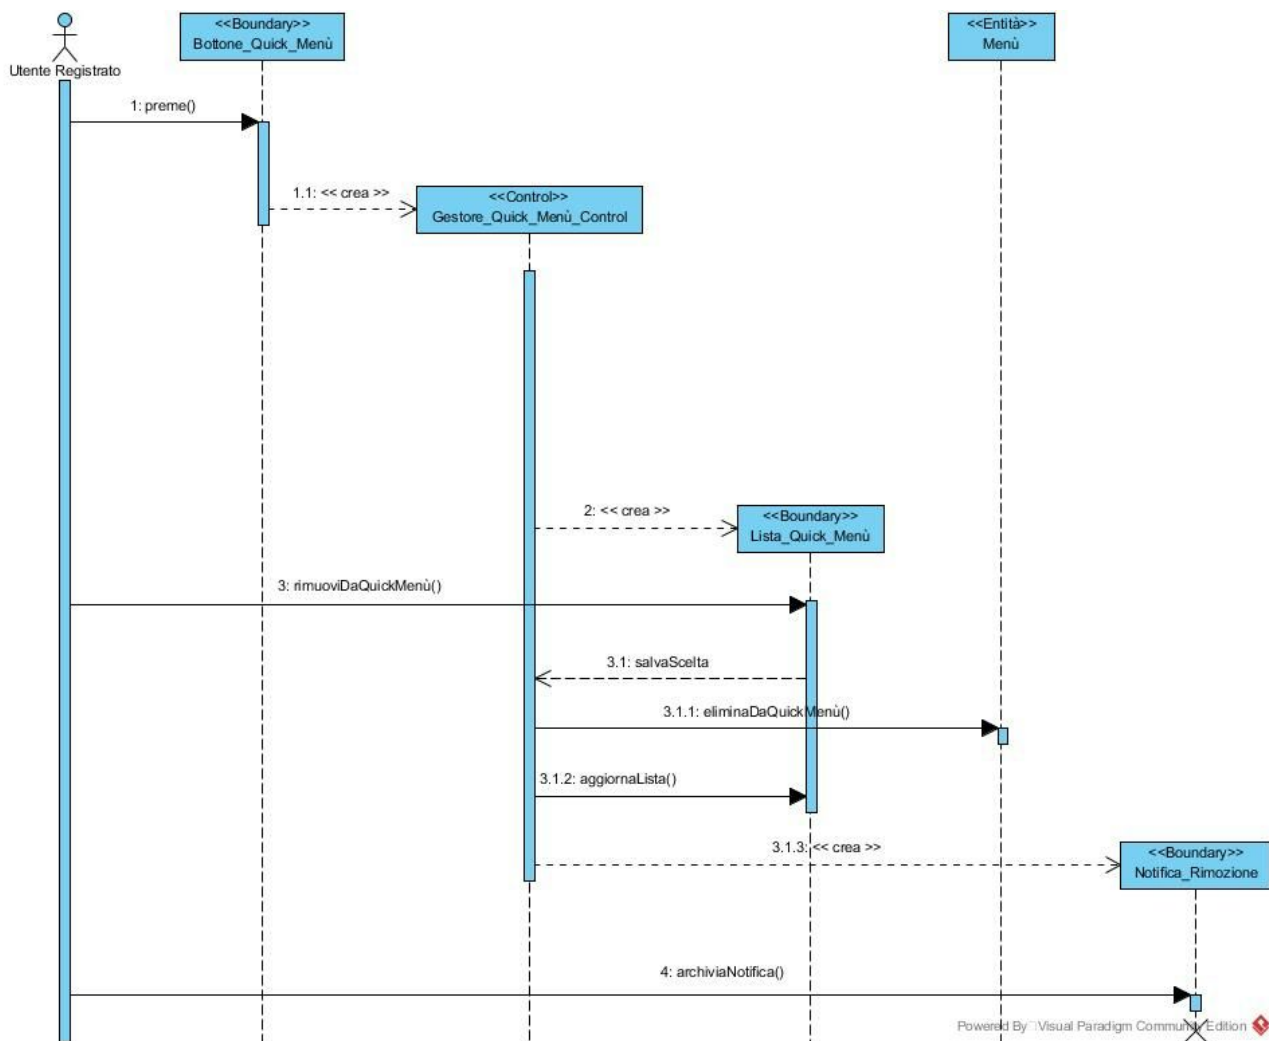 <<Boundary>>
Bottone_Quick_Menù
<<Entità>>
Menù
Utente Registrato
1: preme()
1.1: << crea >>
<<Control>>
Gestore_Quick_Menù_Control
2: << crea >>
<<Boundary>>
Lista_Quick_Menù
3: rimuoviDaQuickMenù()
3.1: salvaScelta
3.1.1: eliminaDaQuickMenù()
3.1.2: aggiornaLista()
3.1.3: << crea >>
<<Boundary>>
Notifica_Rimozione
4: archiviaNotifica()
Powered By Visual Paradigm Community Edition